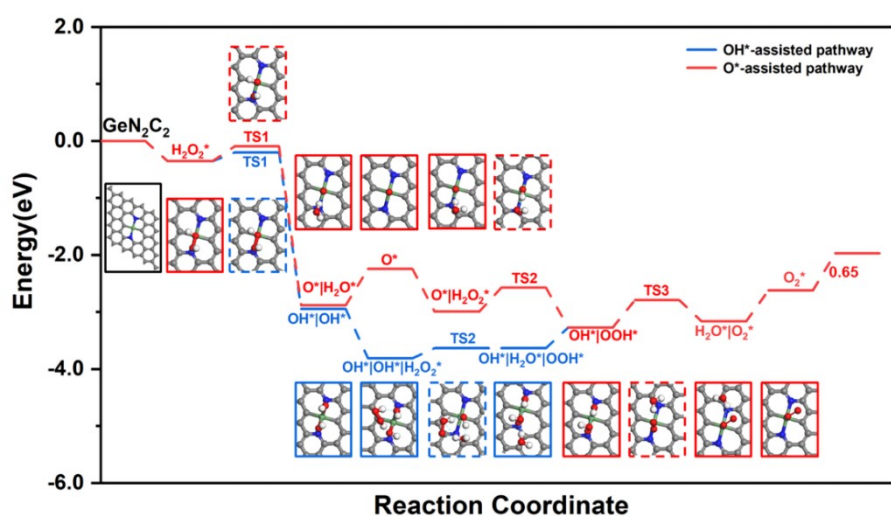 2.0
0.0
-2.0
-4.0
-6.0
Energy(eV)
Reaction Coordinate
OH*-assisted pathway
O*-assisted pathway
GeN₂C₂
H₂O₂*
TS1
TS1
O*|H₂O*
OH*|OH*
O*
O*|H₂O₂*
TS2
OH*|OH*|H₂O₂*
TS2
OH*|H₂O*|OOH*
OH*|OOH*
TS3
H₂O*|O₂*
O₂*
0.65